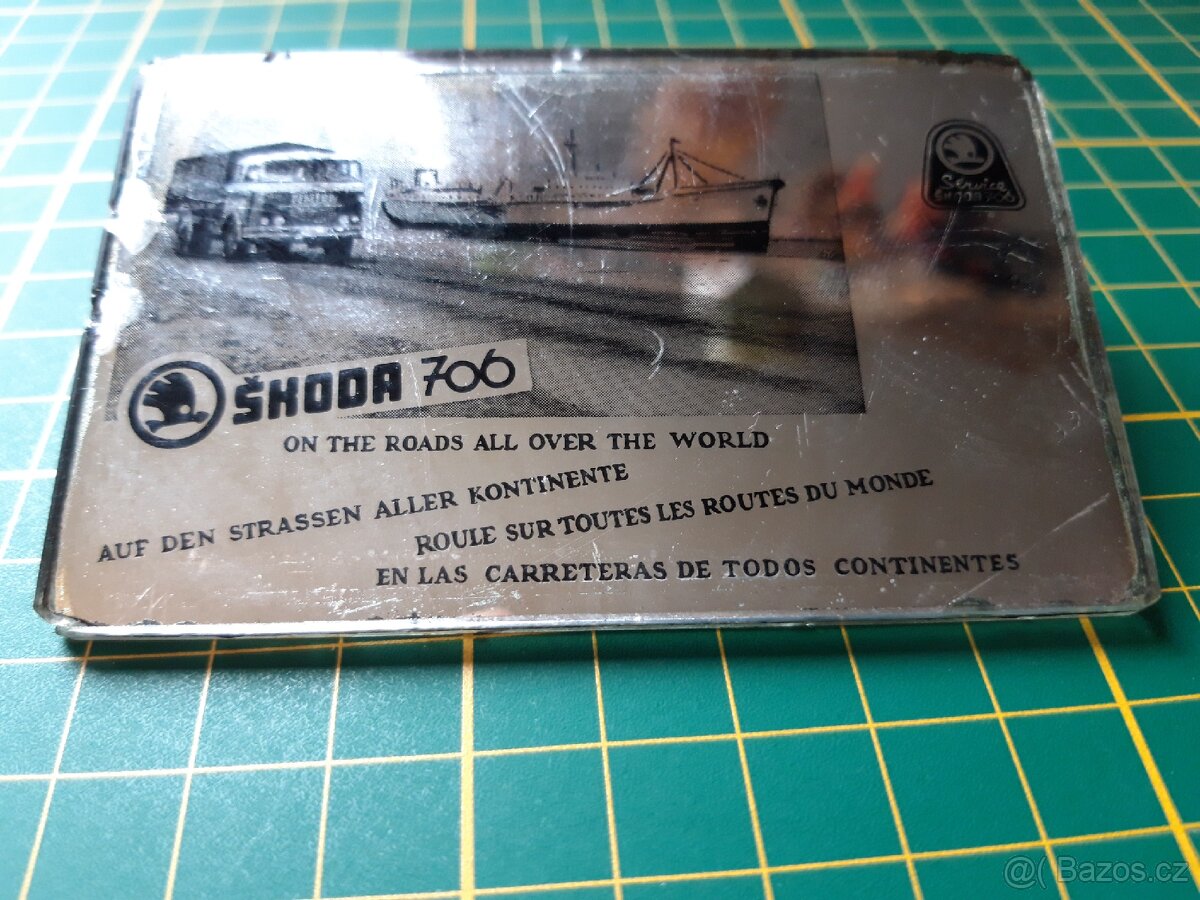 Service
ŠKODA 706
ON THE ROADS ALL OVER THE WORLD
AUF DEN STRASSEN ALLER KONTINENTE
ROULE SUR TOUTES LES ROUTES DU MONDE
EN LAS CARRETERAS DE TODOS CONTINENTES
@( Bazos.cz